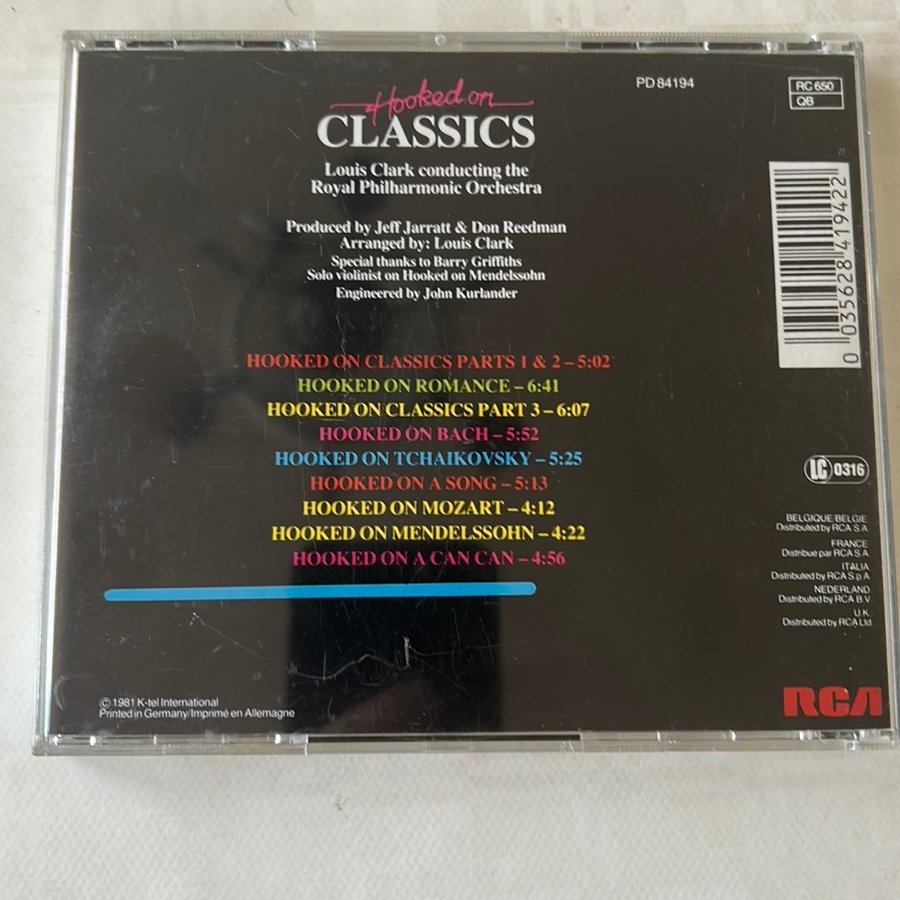 Hooked on
CLASSICS
Louis Clark conducting the
Royal Philharmonic Orchestra
Produced by Jeff Jarratt & Don Reedman
Arranged by: Louis Clark
Special thanks to Barry Griffiths
Solo violinist on Hooked on Mendelssohn
Engineered by John Kurlander
HOOKED ON CLASSICS PARTS 1 & 2 – 5:02
HOOKED ON ROMANCE – 6:41
HOOKED ON CLASSICS PART 3 – 6:07
HOOKED ON BACH – 5:52
HOOKED ON TCHAIKOVSKY – 5:25
HOOKED ON A SONG – 5:13
HOOKED ON MOZART – 4:12
HOOKED ON MENDELSSOHN – 4:22
HOOKED ON A CAN CAN – 4:56
© 1981 K-tel International
Printed in Germany/Imprimé en Allemagne
PD 84194
RC 650
QB
0 035628 419422
LC 0316
BELGIQUE BELGIE
Distributed by RCA S.A.
FRANCE
Distribue par RCA S.A.
ITALIA
Distributed by RCA S.p.A.
NEDERLAND
Distributed by RCA B.V.
U.K.
Distributed by RCA Ltd.
RCA